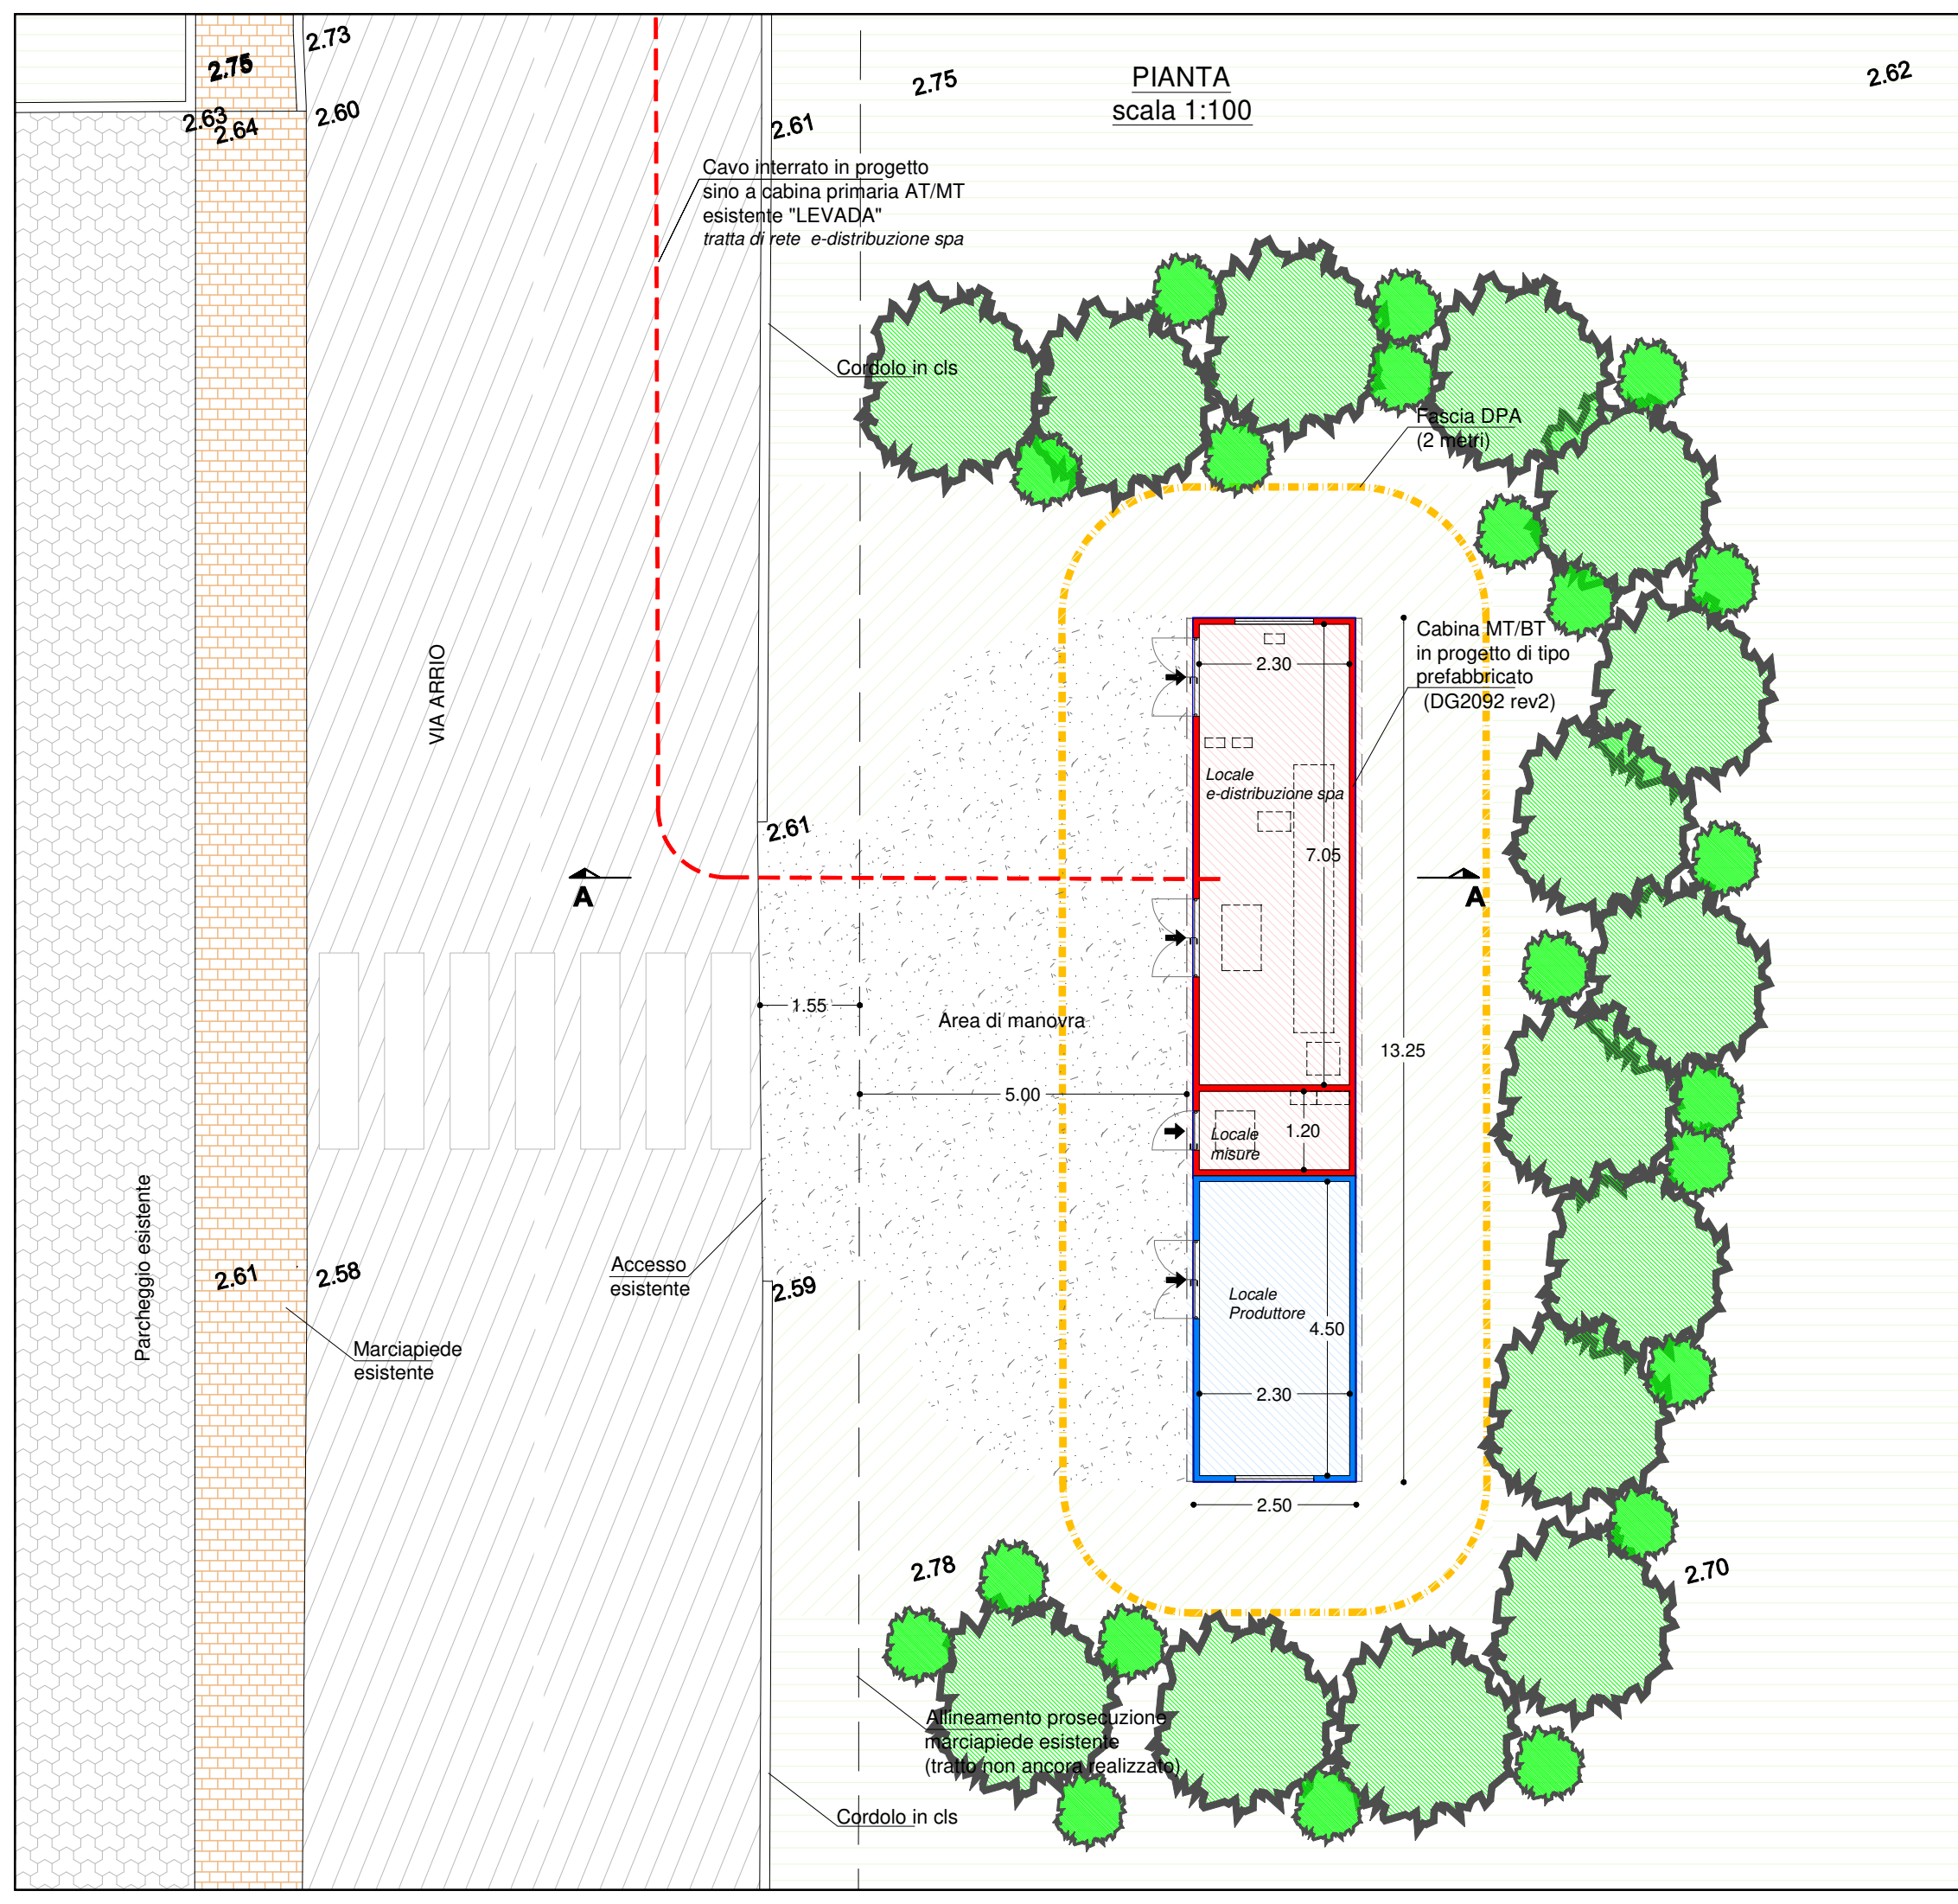 2.73
2.75
2.75
2.62
PIANTA
scala 1:100
2.63
2.64
2.60
2.61
Cavo interrato in progetto
sino a cabina primaria AT/MT
esistente "LEVADA"
tratta di rete e-distribuzione spa
Cordolo in cls
Fascia DPA
(2 metri)
Cabina MT/BT
in progetto di tipo
prefabbricato
(DG2092 rev2)
2.30
VIA ARRIO
Locale
e-distribuzione spa
2.61
7.05
A
A
1.55
Area di manovra
13.25
5.00
Locale
misure
1.20
Parcheggio esistente
Accesso
esistente
2.61
2.58
2.59
Locale
Produttore
4.50
Marciapiede
esistente
2.30
2.50
2.78
2.70
Allineamento prosecuzione
marciapiede esistente
(tratto non ancora realizzato)
Cordolo in cls